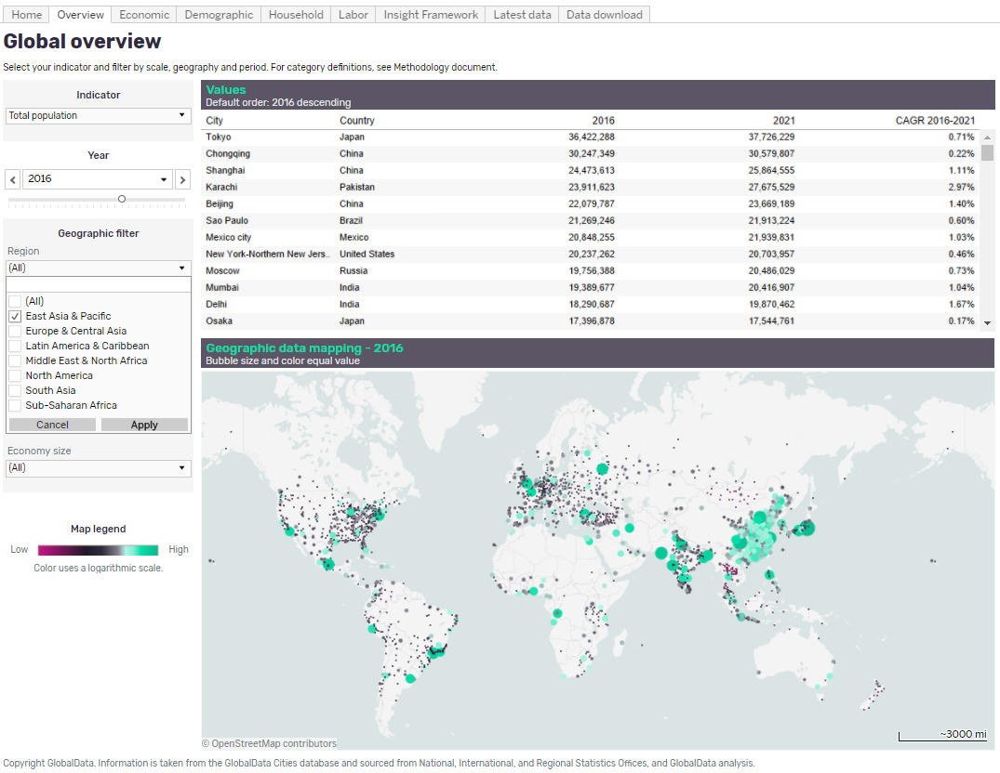 Home Overview Economic Demographic Household Labor Insight Framework Latest data Data download
Global overview
Select your indicator and filter by scale, geography and period. For category definitions, see Methodology document.
Indicator
Total population
Year
2016
Geographic filter
Region
(All)
(All)
East Asia & Pacific
Europe & Central Asia
Latin America & Caribbean
Middle East & North Africa
North America
South Asia
Sub-Saharan Africa
Cancel Apply
Economy size
(All)
Map legend
Low High
Color uses a logarithmic scale.
Values
Default order: 2016 descending
City Country 2016 2021 CAGR 2016-2021
Tokyo Japan 36,422,288 37,726,229 0.71%
Chongqing China 30,247,349 30,579,807 0.22%
Shanghai China 24,473,613 25,864,555 1.11%
Karachi Pakistan 23,911,623 27,675,529 2.97%
Beijing China 22,079,787 23,669,189 1.40%
Sao Paulo Brazil 21,269,246 21,913,224 0.60%
Mexico city Mexico 20,848,255 21,939,831 1.03%
New York-Northern New Jers.. United States 20,237,262 20,703,957 0.46%
Moscow Russia 19,756,388 20,486,029 0.73%
Mumbai India 19,389,677 20,416,907 1.04%
Delhi India 18,290,687 19,870,462 1.67%
Osaka Japan 17,396,878 17,544,761 0.17%
Geographic data mapping - 2016
Bubble size and color equal value
© OpenStreetMap contributors
~3000 mi
Copyright GlobalData. Information is taken from the GlobalData Cities database and sourced from National, International, and Regional Statistics Offices, and GlobalData analysis.